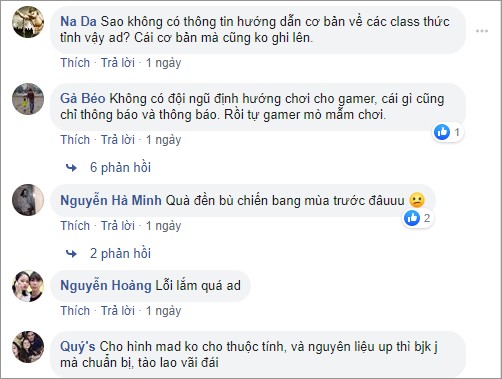 Na Da Sao không có thông tin hướng dẫn cơ bản về các class thức
tỉnh vậy ad? Cái cơ bản mà cũng ko ghi lên.
Thích · Trả lời · 1 ngày
Gà Béo Không có đội ngũ định hướng chơi cho gamer, cái gì cũng
chỉ thông báo và thông báo. Rồi tự gamer mò mẫm chơi.
1
Thích · Trả lời · 1 ngày
6 phản hồi
Nguyễn Hà Minh Quà đền bù chiến bang mùa trước đâuuu 😕
2
Thích · Trả lời · 1 ngày
2 phản hồi
Nguyễn Hoàng Lỗi lắm quá ad
Thích · Trả lời · 1 ngày
Quý's Cho hình mad ko cho thuộc tính, và nguyên liệu up thì bjk j
mà chuẩn bị, tào lao vãi đái